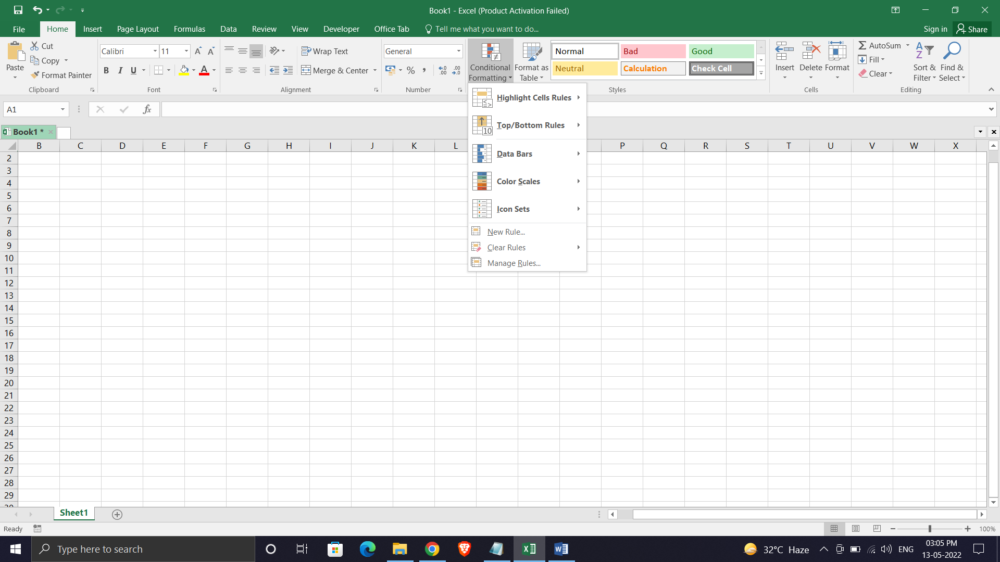 Book1 - Excel (Product Activation Failed)
File Home Insert Page Layout Formulas Data Review View Developer Office Tab Tell me what you want to do... Sign in Share
Paste
Cut
Copy
Format Painter
Clipboard
Calibri 11
B I U
Font
Wrap Text
Merge & Center
Alignment
General
% ,
Number
Conditional
Formatting
Format as
Table
Normal Bad Good
Neutral Calculation Check Cell
Styles
Insert Delete Format
Cells
AutoSum
Fill
Clear
Sort &
Filter
Find &
Select
Editing
A1
fx
Book1 *
Highlight Cells Rules
Top/Bottom Rules
Data Bars
Color Scales
Icon Sets
New Rule...
Clear Rules
Manage Rules...
B C D E F G H I J K L P Q R S T U V W X
2
3
4
5
6
7
8
9
10
11
12
13
14
15
16
17
18
19
20
21
22
23
24
25
26
27
28
29
Sheet1
Ready
100%
Type here to search
32°C Haze
ENG
03:05 PM
13-05-2022